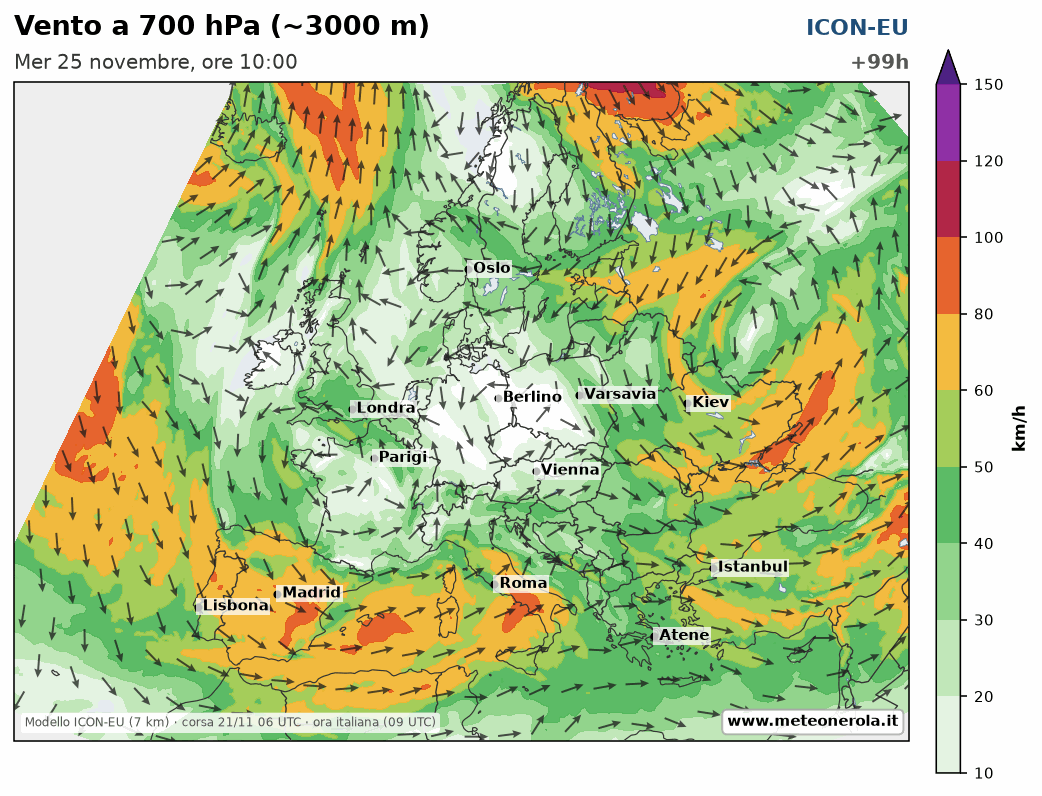 Vento a 700 hPa (~3000 m)
ICON-EU
Mer 25 novembre, ore 10:00
+99h
150
120
100
80
60
50
40
30
20
10
km/h
Oslo
Berlino
Varsavia
Kiev
Londra
Parigi
Vienna
Istanbul
Roma
Madrid
Lisbona
Atene
Modello ICON-EU (7 km) · corsa 21/11 06 UTC · ora italiana (09 UTC)
www.meteonerola.it